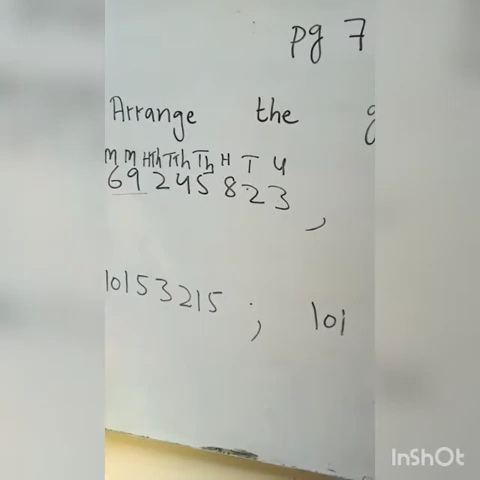 pg 7
Arrange the g
M M HTh TTh Th H T U
69245823 ,
10153215 ; 101
InShOt